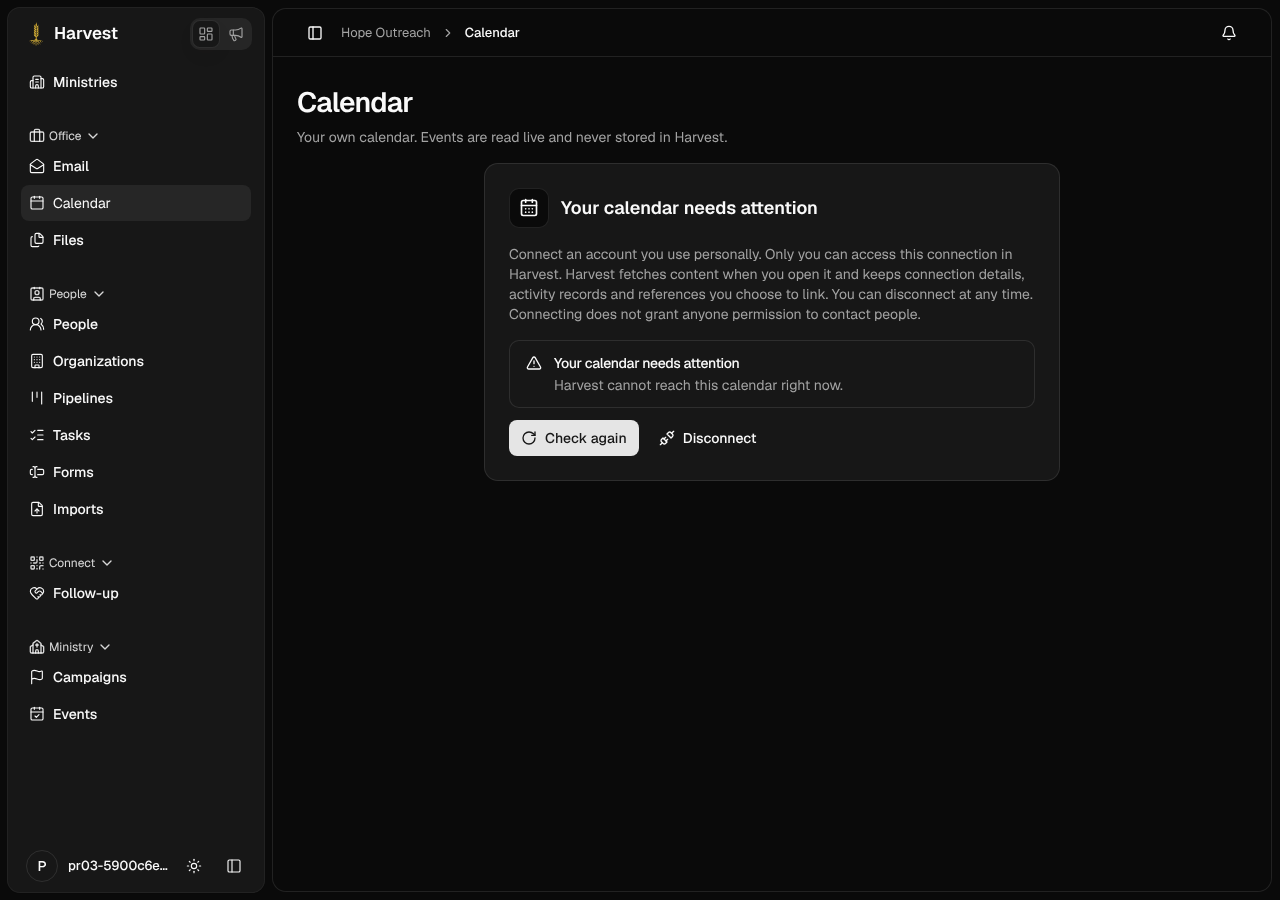 Harvest
Ministries
Office
Email
Calendar
Files
People
People
Organizations
Pipelines
Tasks
Forms
Imports
Connect
Follow-up
Ministry
Campaigns
Events
P
pr03-5900c6e…
Hope Outreach
Calendar
Calendar
Your own calendar. Events are read live and never stored in Harvest.
Your calendar needs attention
Connect an account you use personally. Only you can access this connection in
Harvest. Harvest fetches content when you open it and keeps connection details,
activity records and references you choose to link. You can disconnect at any time.
Connecting does not grant anyone permission to contact people.
Your calendar needs attention
Harvest cannot reach this calendar right now.
Check again
Disconnect